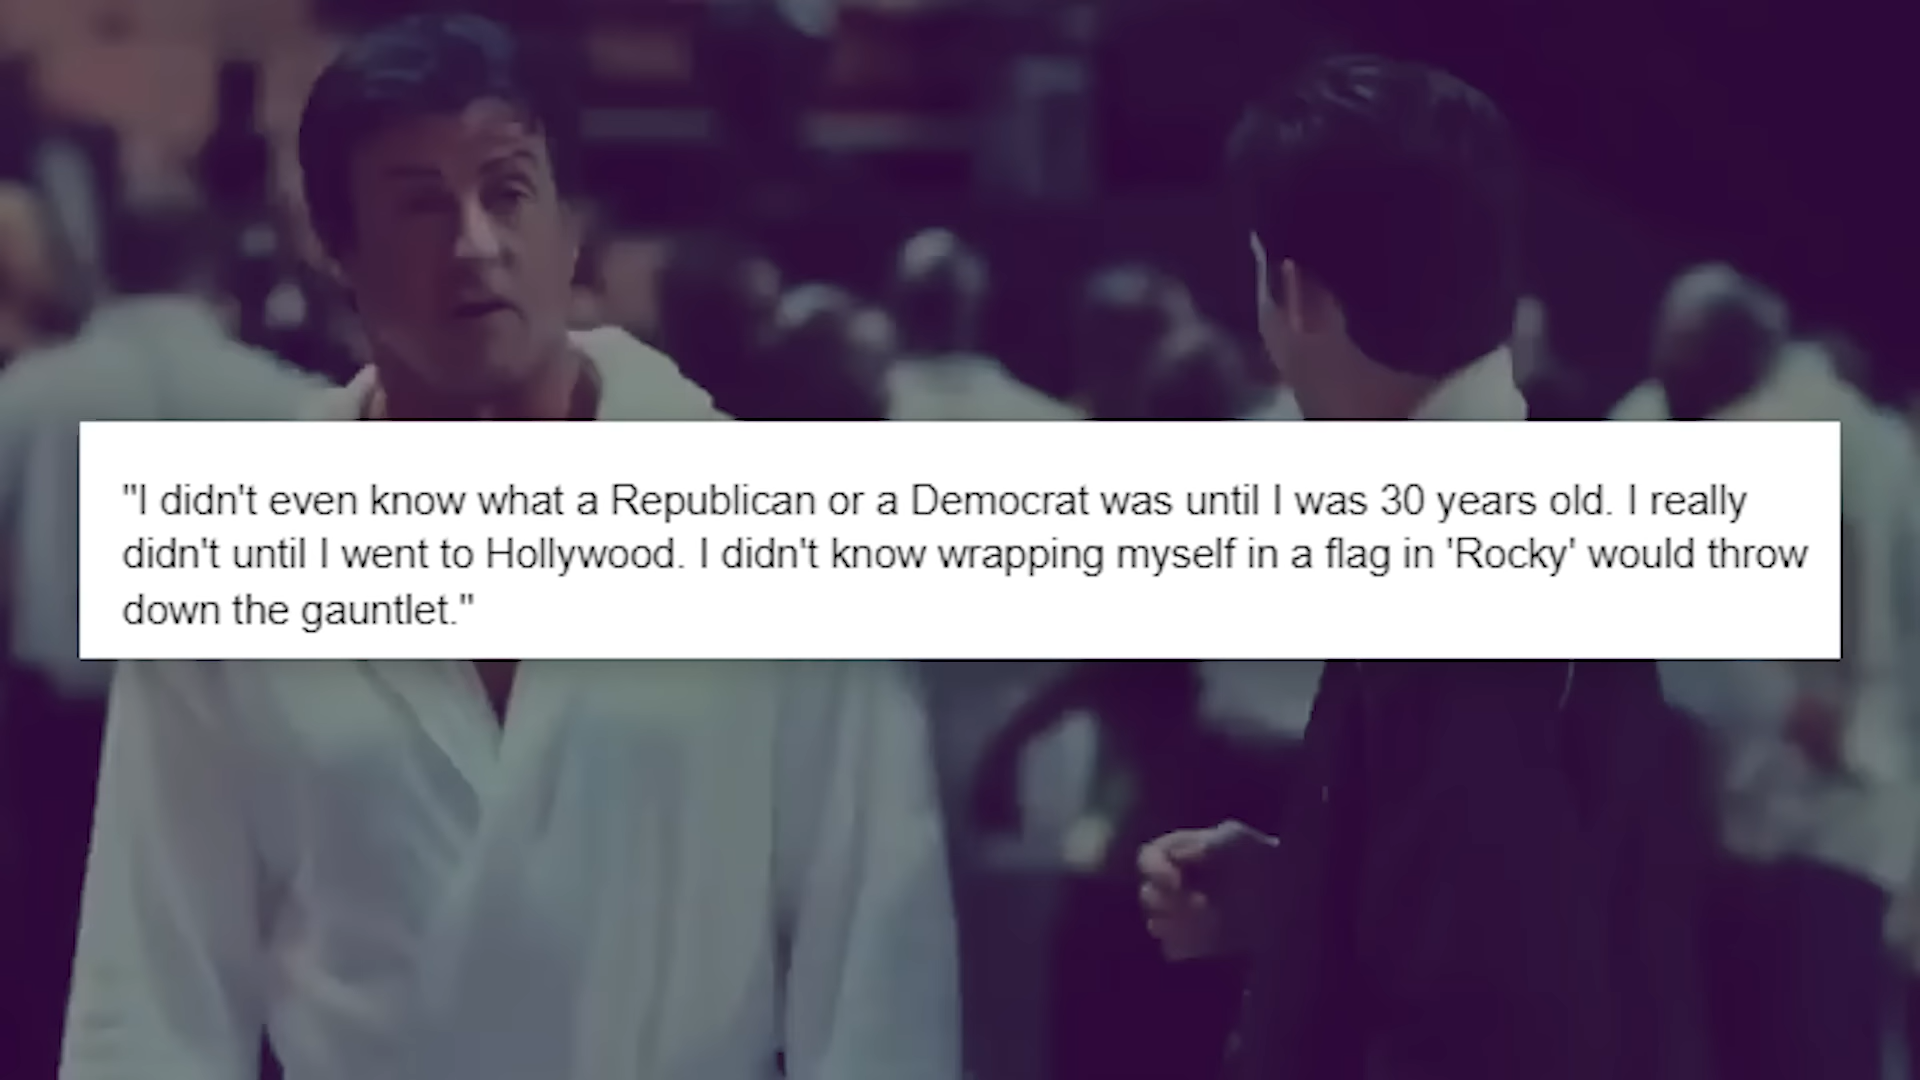 "I didn't even know what a Republican or a Democrat was until I was 30 years old. I really
didn't until I went to Hollywood. I didn't know wrapping myself in a flag in 'Rocky' would throw
down the gauntlet."